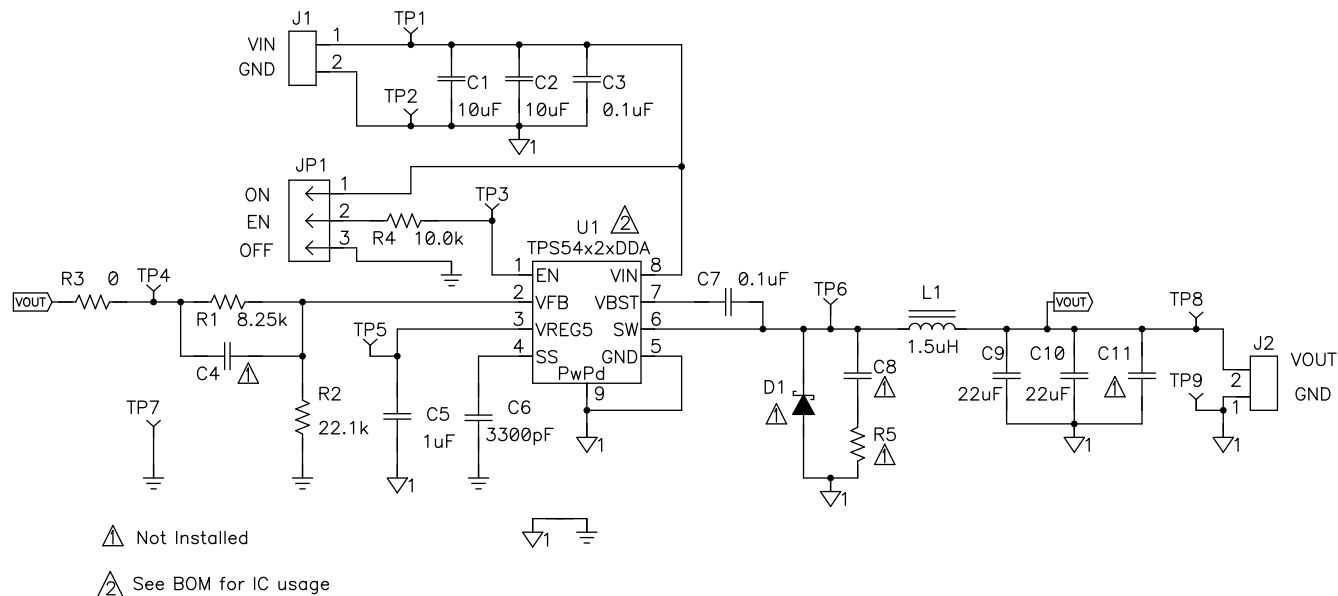 J1
TP1
VIN
1
GND
2
C1
C2
C3
TP2
10uF
10uF
0.1uF
1
JP1
ON
1
EN
2
TP3
R4
10.0k
OFF
3
U1
2
TPS54x2xDDA
1
EN
VIN
8
C7
0.1uF
R3
0
TP4
VOUT
2
VFB
VBST
7
TP6
L1
VOUT
TP8
R1
8.25k
TP5
3
VREG5
SW
6
1.5uH
C9
C10
C11
J2
4
SS
GND
5
C4
1
PwPd
9
D1
1
C8
1
22uF
22uF
1
TP9
2
1
VOUT
GND
R2
22.1k
TP7
C5
1uF
C6
3300pF
1
R5
1
1
1
1
1
1
1 Not Installed
2 See BOM for IC usage